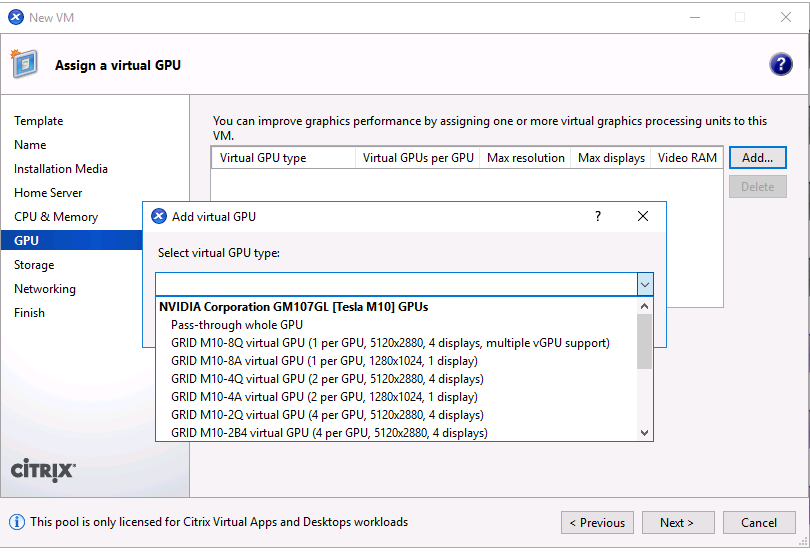 New VM
Assign a virtual GPU
?
Template
Name
Installation Media
Home Server
CPU & Memory
GPU
Storage
Networking
Finish
CİTRIX
You can improve graphics performance by assigning one or more virtual graphics processing units to this
VM.
Virtual GPU type Virtual GPUs per GPU Max resolution Max displays Video RAM
Add...
Delete
Add virtual GPU
?
Select virtual GPU type:
NVIDIA Corporation GM107GL [Tesla M10] GPUs
Pass-through whole GPU
GRID M10-8Q virtual GPU (1 per GPU, 5120x2880, 4 displays, multiple vGPU support)
GRID M10-8A virtual GPU (1 per GPU, 1280x1024, 1 display)
GRID M10-4Q virtual GPU (2 per GPU, 5120x2880, 4 displays)
GRID M10-4A virtual GPU (2 per GPU, 1280x1024, 1 display)
GRID M10-2Q virtual GPU (4 per GPU, 5120x2880, 4 displays)
GRID M10-2B4 virtual GPU (4 per GPU, 5120x2880, 4 displays)
This pool is only licensed for Citrix Virtual Apps and Desktops workloads
< Previous
Next >
Cancel